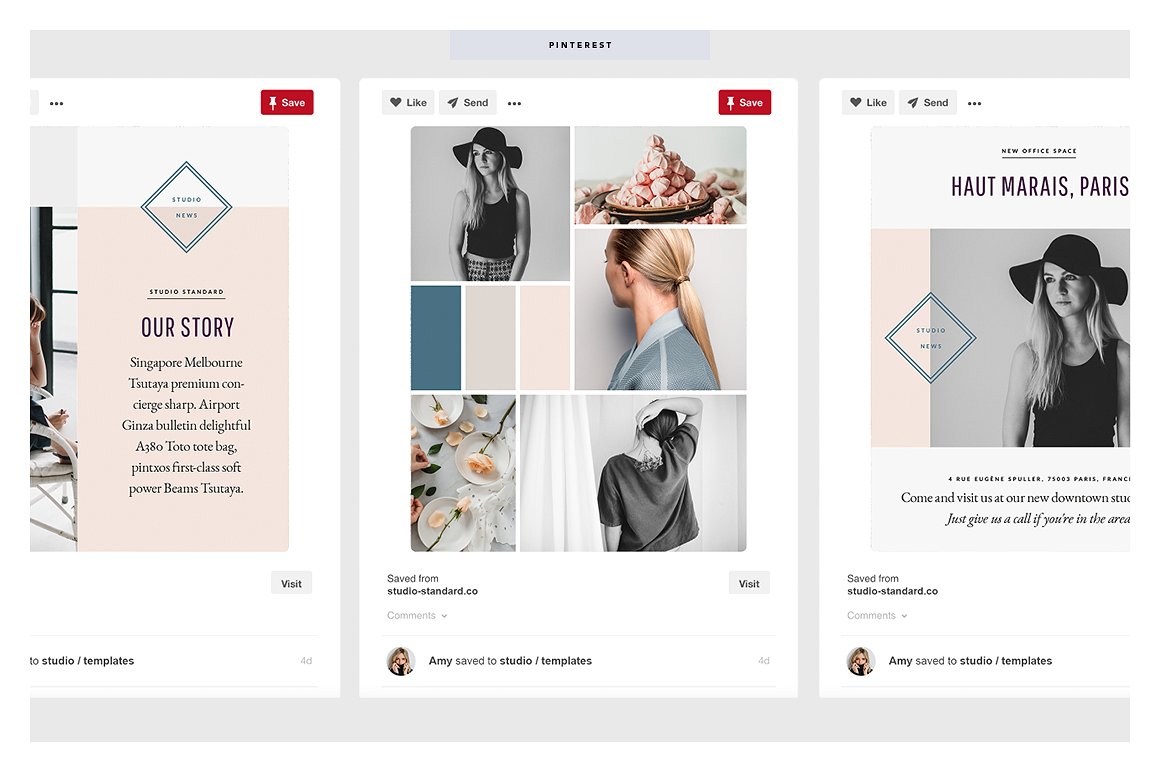 PINTEREST
Save
STUDIO
NEWS
STUDIO STANDARD
OUR STORY
Singapore Melbourne
Tsutaya premium con-
cierge sharp. Airport
Ginza bulletin delightful
A380 Toto tote bag,
pintxos first-class soft
power Beams Tsutaya.
Visit
to studio / templates
4d
Like
Send
Save
Saved from
studio-standard.co
Visit
Comments
Amy saved to studio / templates
4d
Like
Send
NEW OFFICE SPACE
HAUT MARAIS, PARIS
STUDIO
NEWS
4 RUE EUGÈNE SPULLER, 75003 PARIS, FRANC
Come and visit us at our new downtown stud
Just give us a call if you're in the area
Saved from
studio-standard.co
Comments
Amy saved to studio / templates